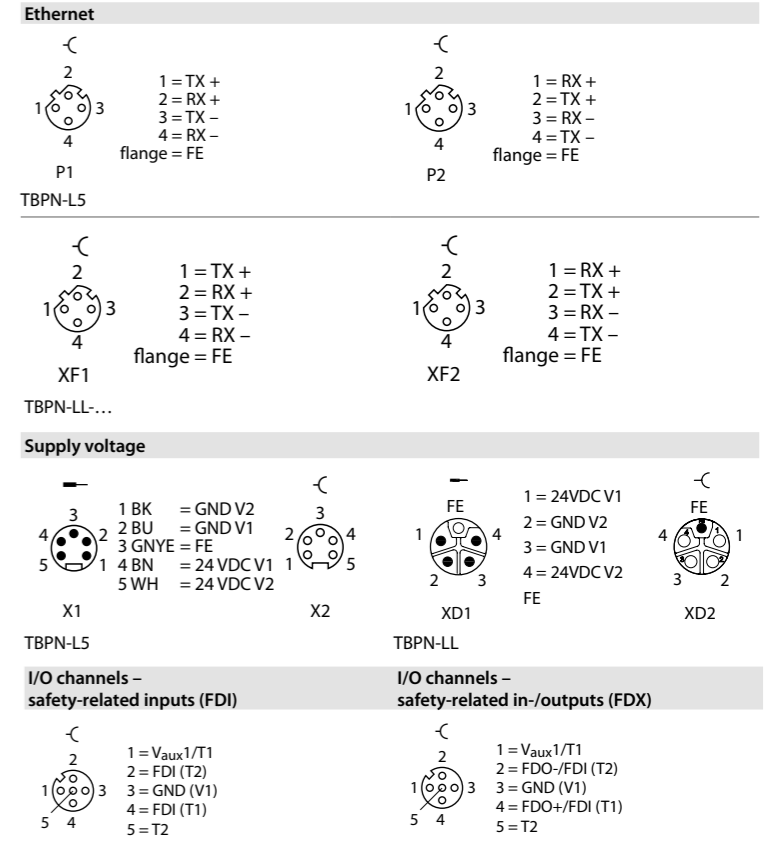 Ethernet
2
1 3
4
P1
1 = TX +
2 = RX +
3 = TX –
4 = RX –
flange = FE
2
1 3
4
P2
1 = RX +
2 = TX +
3 = RX –
4 = TX –
flange = FE
TBPN-L5
2
1 3
4
XF1
1 = TX +
2 = RX +
3 = TX –
4 = RX –
flange = FE
2
1 3
4
XF2
1 = RX +
2 = TX +
3 = RX –
4 = TX –
flange = FE
TBPN-LL-…
Supply voltage
3
4 2
5 1
X1
1 BK = GND V2
2 BU = GND V1
3 GNYE = FE
4 BN = 24 VDC V1
5 WH = 24 VDC V2
3
2 4
1 5
X2
TBPN-L5
FE
1 4
2 3
XD1
1 = 24VDC V1
2 = GND V2
3 = GND V1
4 = 24VDC V2
FE
FE
4 1
3 2
XD2
TBPN-LL
I/O channels –
safety-related inputs (FDI)
2
1 3
5 4
1 = Vaux1/T1
2 = FDI (T2)
3 = GND (V1)
4 = FDI (T1)
5 = T2
I/O channels –
safety-related in-/outputs (FDX)
2
1 3
5 4
1 = Vaux1/T1
2 = FDO-/FDI (T2)
3 = GND (V1)
4 = FDO+/FDI (T1)
5 = T2